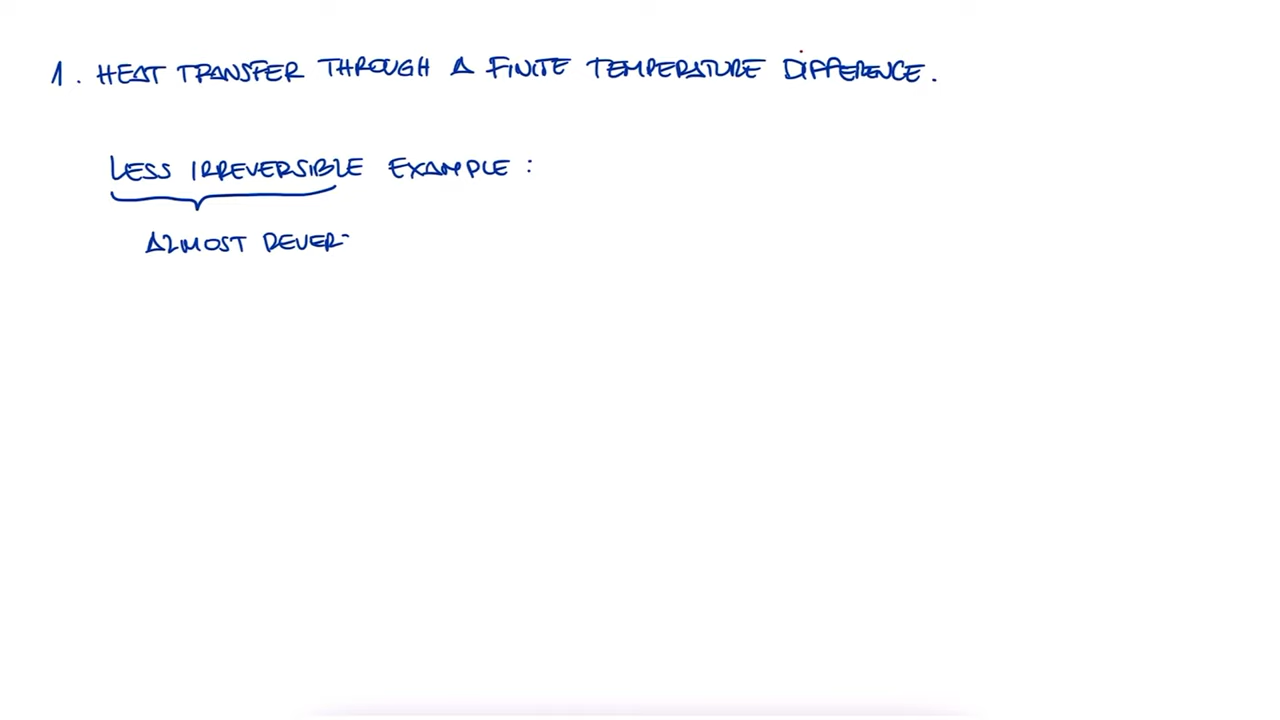 1. HEAT TRANSFER THROUGH A FINITE TEMPERATURE DIFFERENCE.
LESS IRREVERSIBLE EXAMPLE :
ALMOST REVER